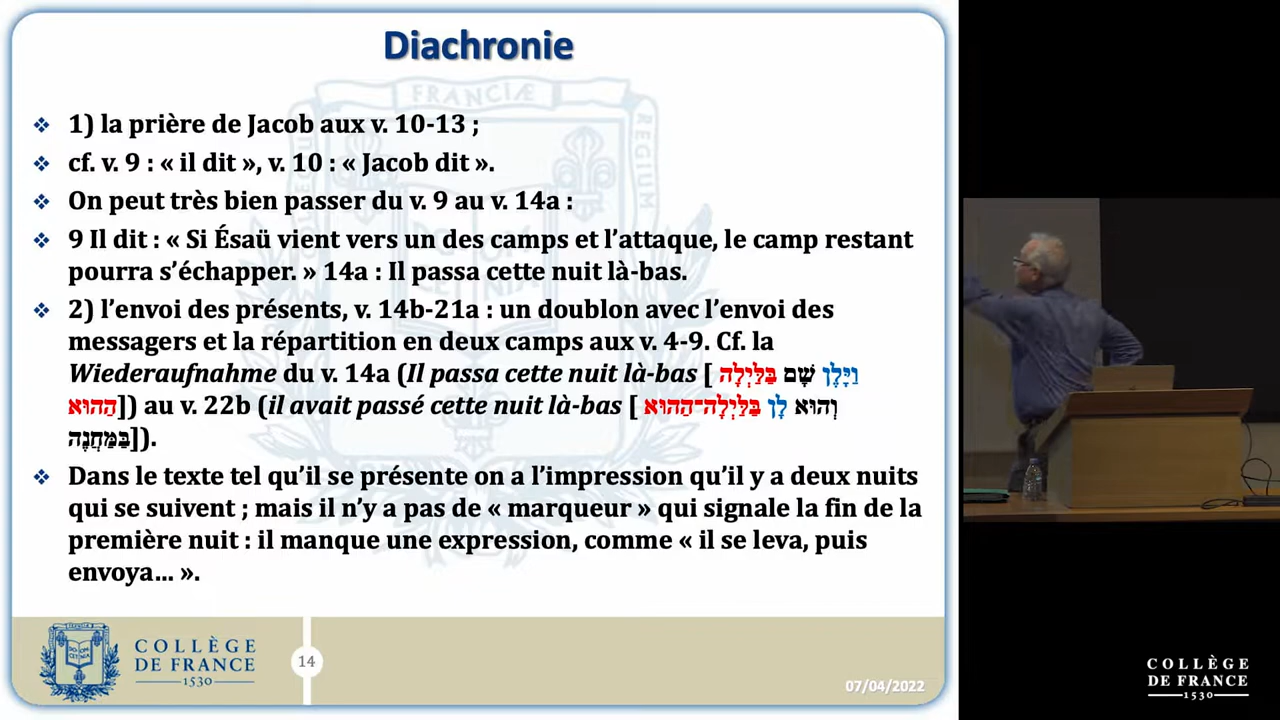 Diachronie
❖ 1) la prière de Jacob aux v. 10-13 ;
❖ cf. v. 9 : « il dit », v. 10 : « Jacob dit ».
❖ On peut très bien passer du v. 9 au v. 14a :
❖ 9 Il dit : « Si Ésaü vient vers un des camps et l’attaque, le camp restant
pourra s’échapper. » 14a : Il passa cette nuit là-bas.
❖ 2) l’envoi des présents, v. 14b-21a : un doublon avec l’envoi des
messagers et la répartition en deux camps aux v. 4-9. Cf. la
Wiederaufnahme du v. 14a (Il passa cette nuit là-bas [ וַיָּלֶן שָׁם בַּלַּיְלָה
הַהוּא]) au v. 22b (il avait passé cette nuit là-bas [ וְהוּא לָן בַּלַּיְלָה־הַהוּא
בַּמַּחֲנֶה]).
❖ Dans le texte tel qu’il se présente on a l’impression qu’il y a deux nuits
qui se suivent ; mais il n’y a pas de « marqueur » qui signale la fin de la
première nuit : il manque une expression, comme « il se leva, puis
envoya… ».
COLLÈGE
DE FRANCE
1530
14
07/04/2022
COLLÈGE
DE FRANCE
1530